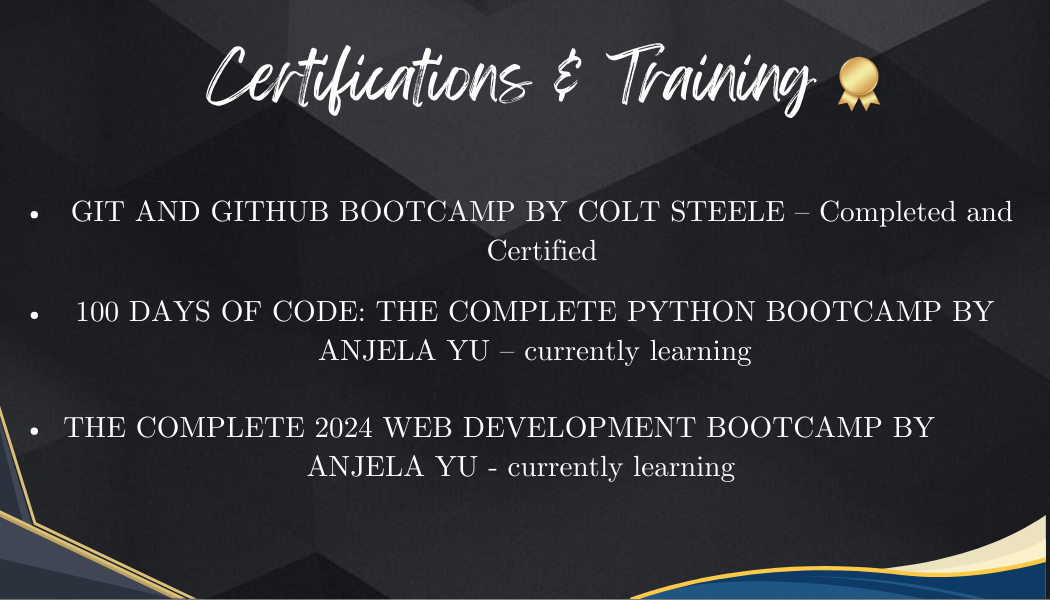 Certifications & Training
• GIT AND GITHUB BOOTCAMP BY COLT STEELE – Completed and
Certified
• 100 DAYS OF CODE: THE COMPLETE PYTHON BOOTCAMP BY
ANJELA YU – currently learning
• THE COMPLETE 2024 WEB DEVELOPMENT BOOTCAMP BY
ANJELA YU - currently learning